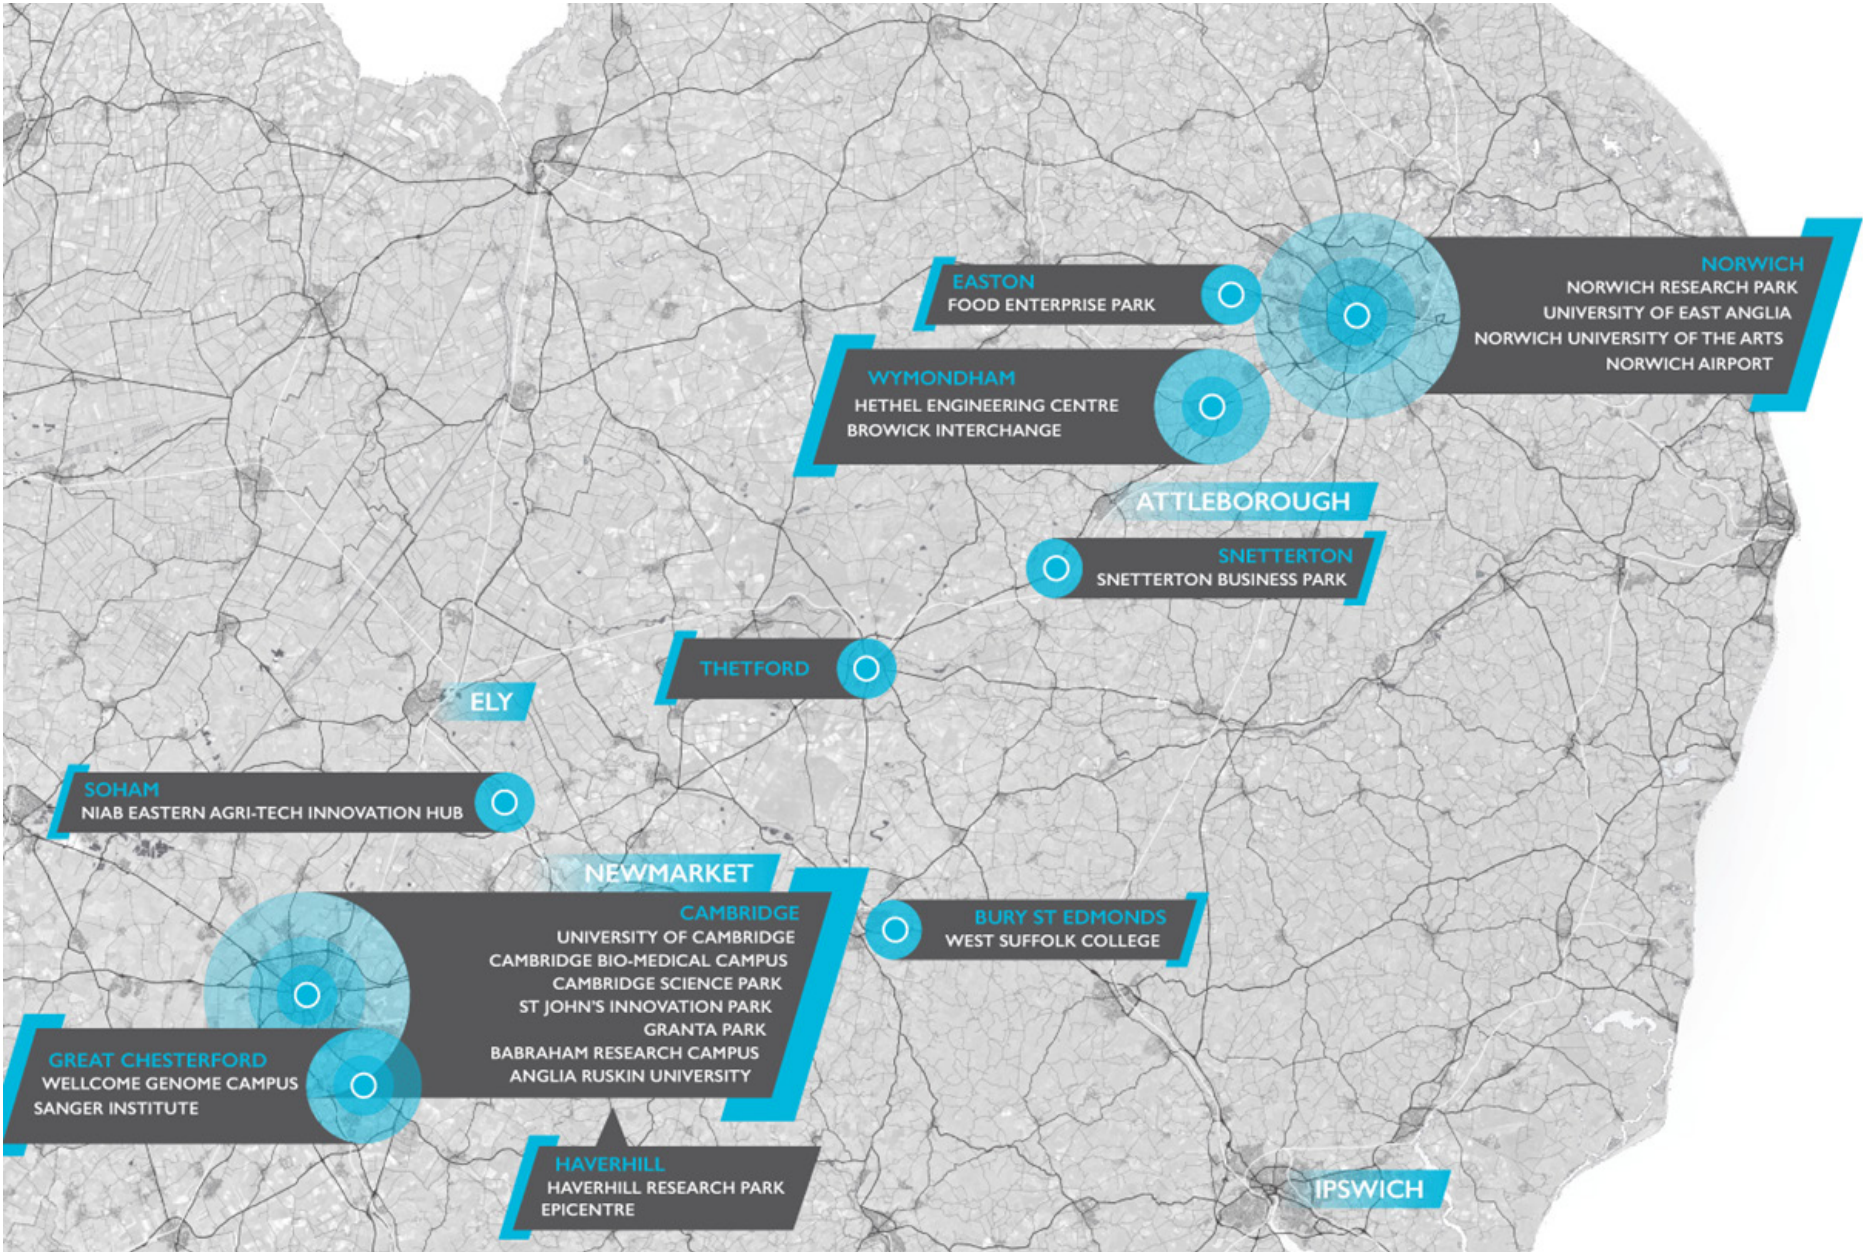 EASTON
FOOD ENTERPRISE PARK
NORWICH
NORWICH RESEARCH PARK
UNIVERSITY OF EAST ANGLIA
NORWICH UNIVERSITY OF THE ARTS
NORWICH AIRPORT
WYMONDHAM
HETHEL ENGINEERING CENTRE
BROWICK INTERCHANGE
ATTLEBOROUGH
SNETTERTON
SNETTERTON BUSINESS PARK
THETFORD
ELY
SOHAM
NIAB EASTERN AGRI-TECH INNOVATION HUB
NEWMARKET
CAMBRIDGE
UNIVERSITY OF CAMBRIDGE
CAMBRIDGE BIO-MEDICAL CAMPUS
CAMBRIDGE SCIENCE PARK
ST JOHN'S INNOVATION PARK
GRANTA PARK
BABRAHAM RESEARCH CAMPUS
ANGLIA RUSKIN UNIVERSITY
BURY ST EDMONDS
WEST SUFFOLK COLLEGE
GREAT CHESTERFORD
WELLCOME GENOME CAMPUS
SANGER INSTITUTE
HAVERHILL
HAVERHILL RESEARCH PARK
EPICENTRE
IPSWICH